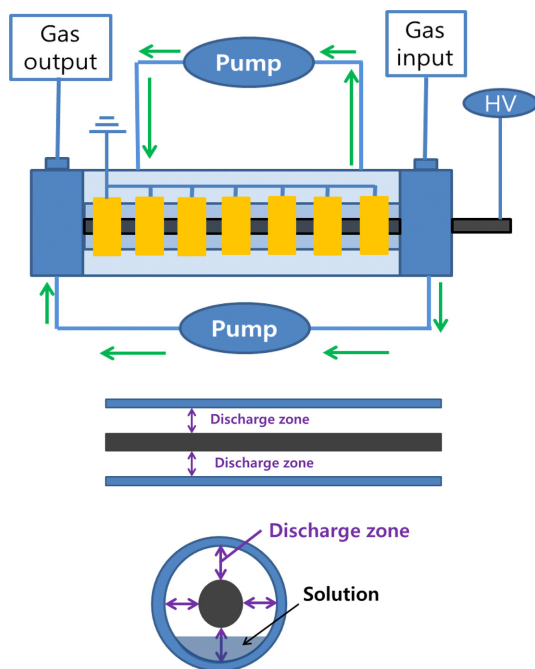 Gas
output
Pump
Gas
input
HV
Pump
Discharge zone
Discharge zone
Discharge zone
Solution